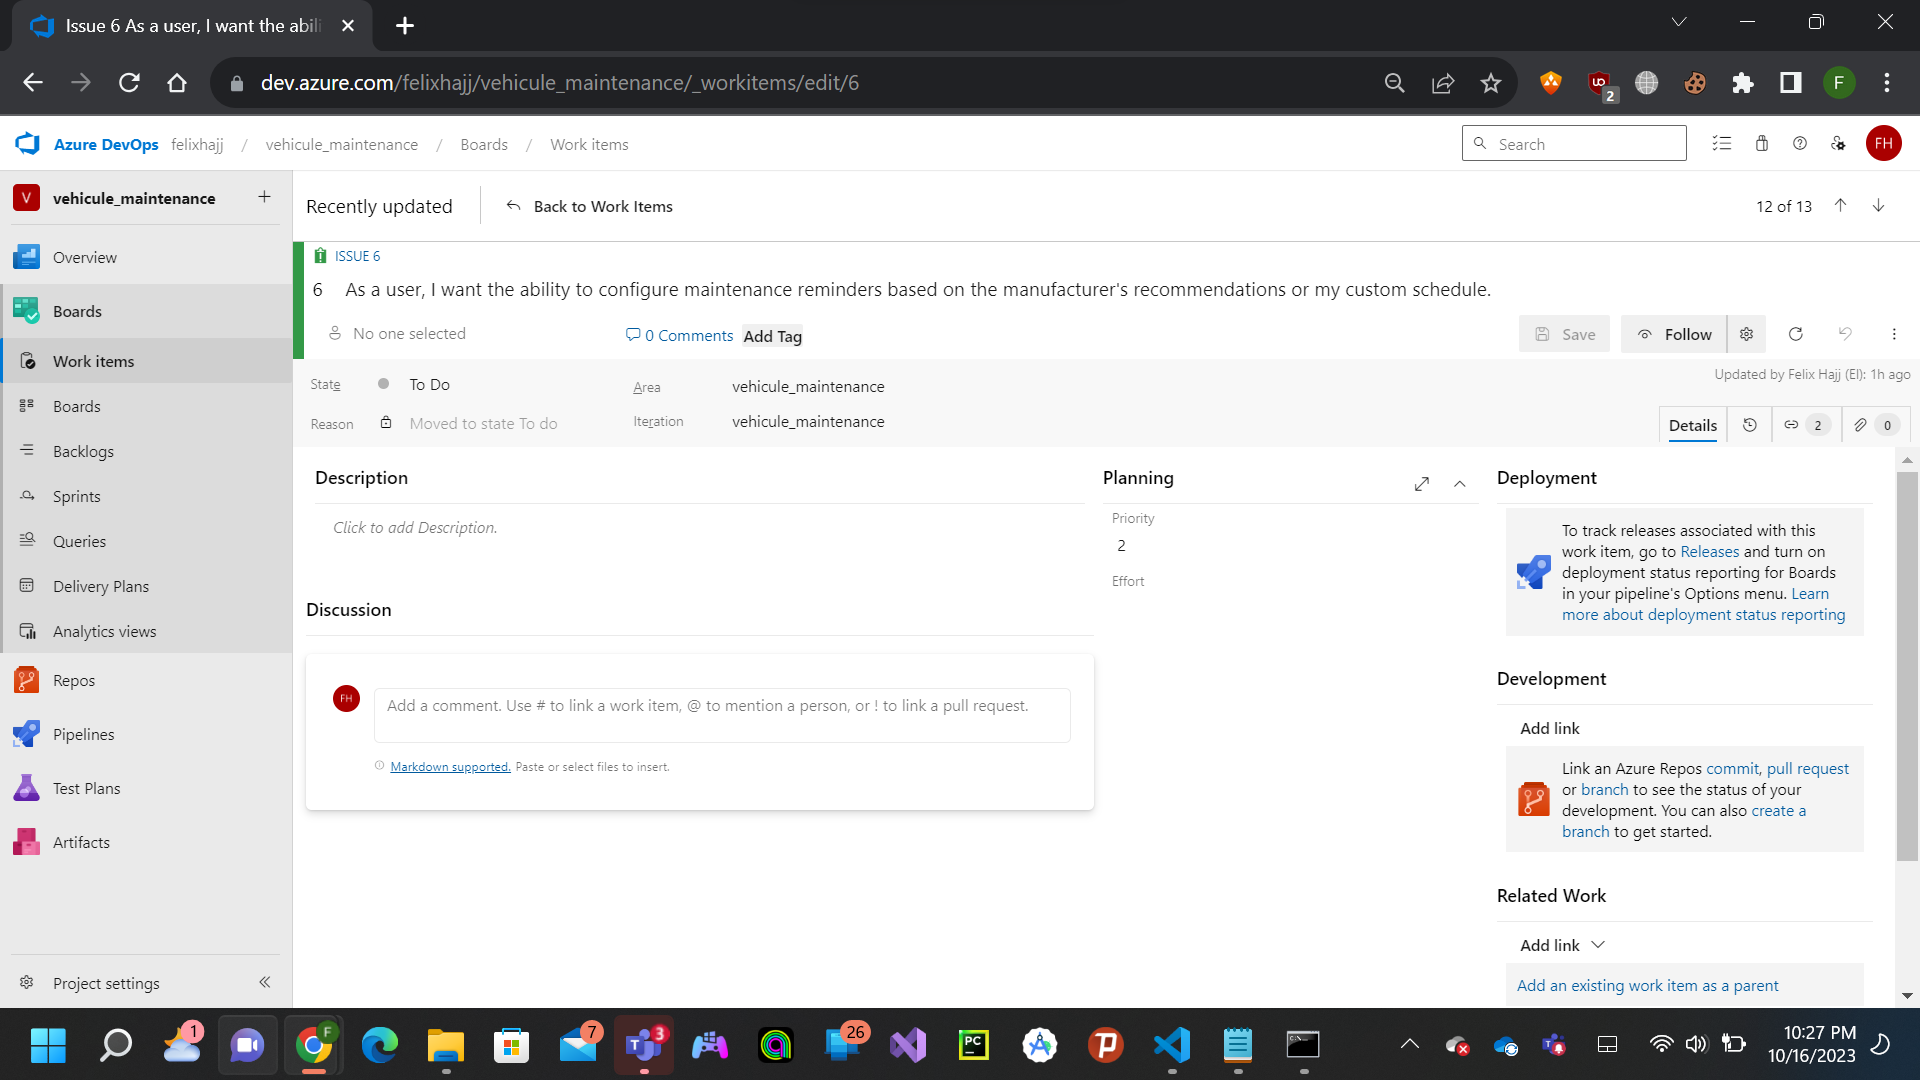 Issue 6 As a user, I want the abili
dev.azure.com/felixhajj/vehicule_maintenance/_workitems/edit/6
2
F
Azure DevOps felixhajj / vehicule_maintenance / Boards / Work items
Search
FH
V vehicule_maintenance
Overview
Boards
Work items
Boards
Backlogs
Sprints
Queries
Delivery Plans
Analytics views
Repos
Pipelines
Test Plans
Artifacts
Project settings
Recently updated
Back to Work Items
12 of 13
ISSUE 6
6 As a user, I want the ability to configure maintenance reminders based on the manufacturer's recommendations or my custom schedule.
No one selected
0 Comments
Add Tag
Save
Follow
State To Do
Area vehicule_maintenance
Updated by Felix Hajj (EI): 1h ago
Reason Moved to state To do
Iteration vehicule_maintenance
Details
2
0
Description
Click to add Description.
Discussion
FH
Add a comment. Use # to link a work item, @ to mention a person, or ! to link a pull request.
Markdown supported. Paste or select files to insert.
Planning
Priority
2
Effort
Deployment
To track releases associated with this
work item, go to Releases and turn on
deployment status reporting for Boards
in your pipeline's Options menu. Learn
more about deployment status reporting
Development
Add link
Link an Azure Repos commit, pull request
or branch to see the status of your
development. You can also create a
branch to get started.
Related Work
Add link
Add an existing work item as a parent
1
F
7
3
26
PC
10:27 PM
10/16/2023